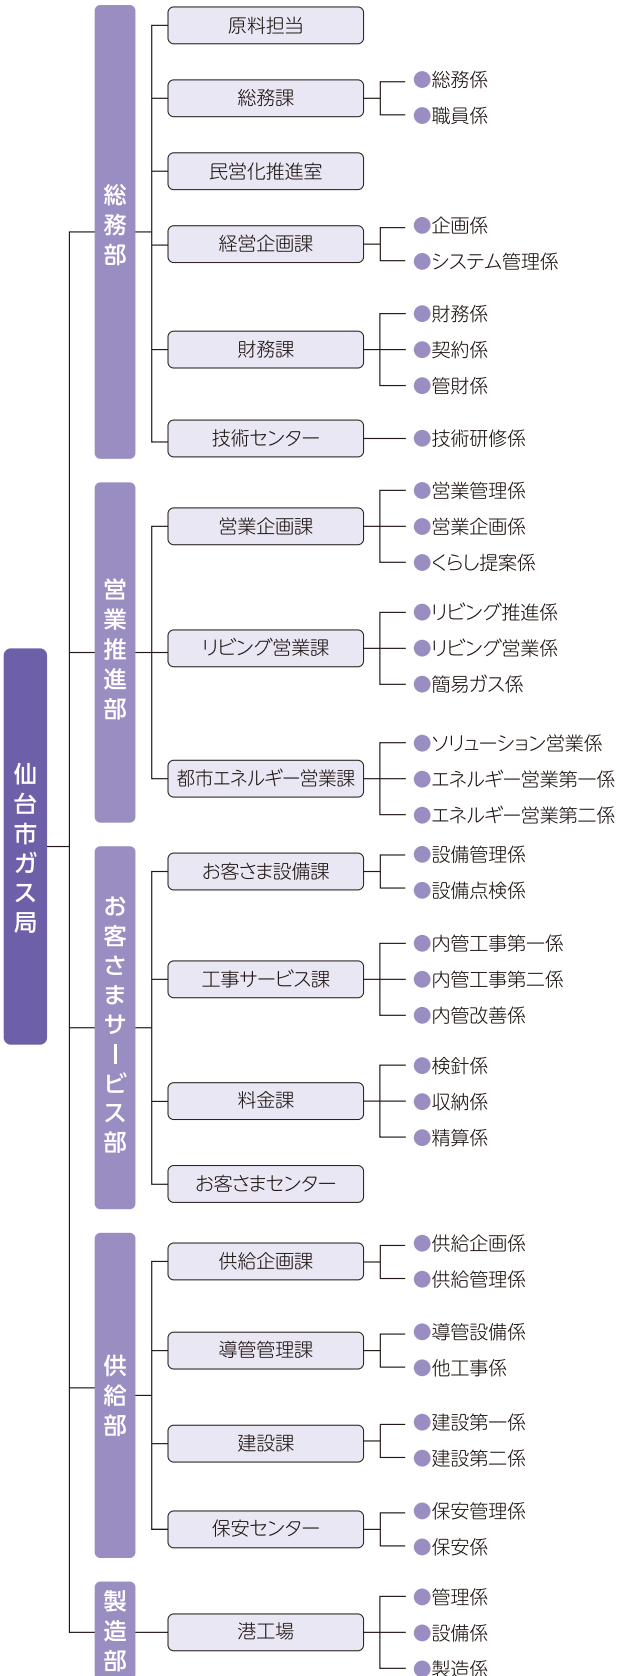 仙台市ガス局
総務部
原料担当
総務課
●総務係
●職員係
民営化推進室
経営企画課
●企画係
●システム管理係
財務課
●財務係
●契約係
●管財係
技術センター
●技術研修係
営業推進部
営業企画課
●営業管理係
●営業企画係
●くらし提案係
リビング営業課
●リビング推進係
●リビング営業係
●簡易ガス係
都市エネルギー営業課
●ソリューション営業係
●エネルギー営業第一係
●エネルギー営業第二係
お客さまサービス部
お客さま設備課
●設備管理係
●設備点検係
工事サービス課
●内管工事第一係
●内管工事第二係
●内管改善係
料金課
●検針係
●収納係
●精算係
お客さまセンター
供給部
供給企画課
●供給企画係
●供給管理係
導管管理課
●導管設備係
●他工事係
建設課
●建設第一係
●建設第二係
保安センター
●保安管理係
●保安係
製造部
港工場
●管理係
●設備係
●製造係